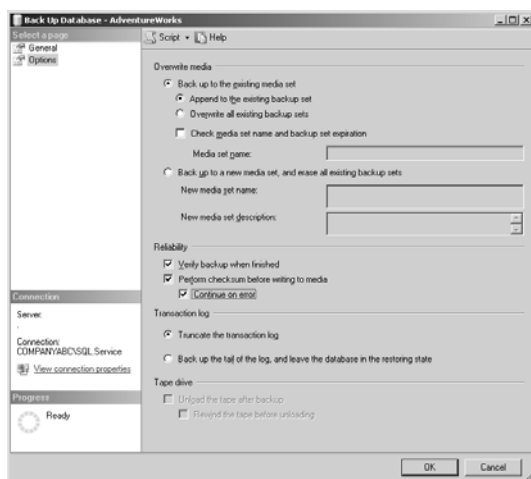 Back Up Database - AdventureWorks
Select a page
General
Options
Script
Help
Overwrite media
Back up to the existing media set
Append to the existing backup set
Overwrite all existing backup sets
Check media set name and backup set expiration
Media set name:
Back up to a new media set, and erase all existing backup sets
New media set name:
New media set description:
Reliability
Verify backup when finished
Perform checksum before writing to media
Continue on error
Transaction log
Truncate the transaction log
Back up the tail of the log, and leave the database in the restoring state
Tape drive
Unload the tape after backup
Rewind the tape before unloading
Connection
Server:
.
Connection:
COMPANYABC\SQL.Service
View connection properties
Progress
Ready
OK
Cancel